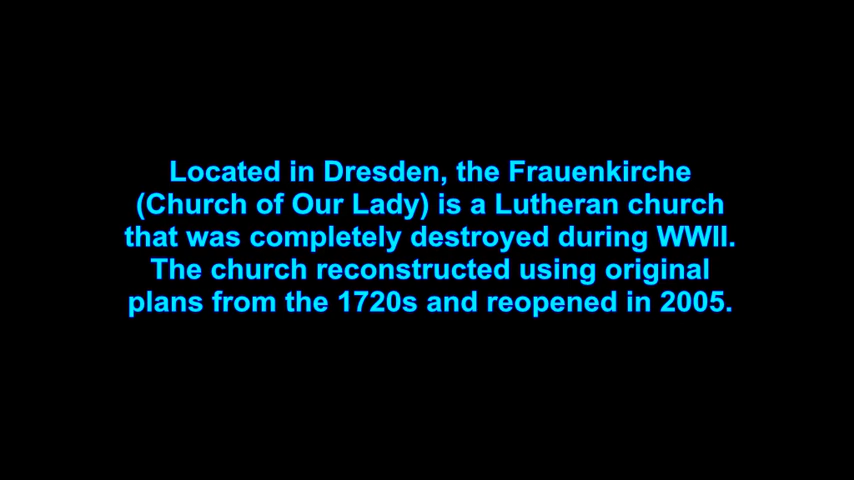 Located in Dresden, the Frauenkirche
(Church of Our Lady) is a Lutheran church
that was completely destroyed during WWII.
The church reconstructed using original
plans from the 1720s and reopened in 2005.